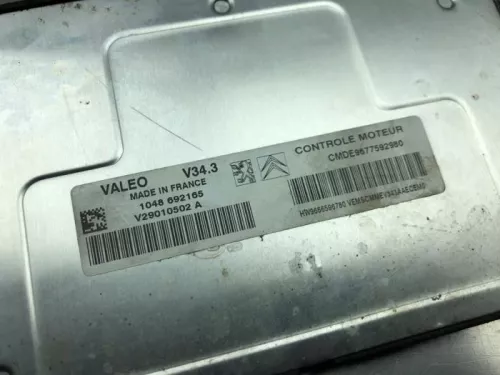 VALEO V34.3
MADE IN FRANCE
1048 692165
V29010502 A
CONTROLE MOTEUR
CMDE9677592980